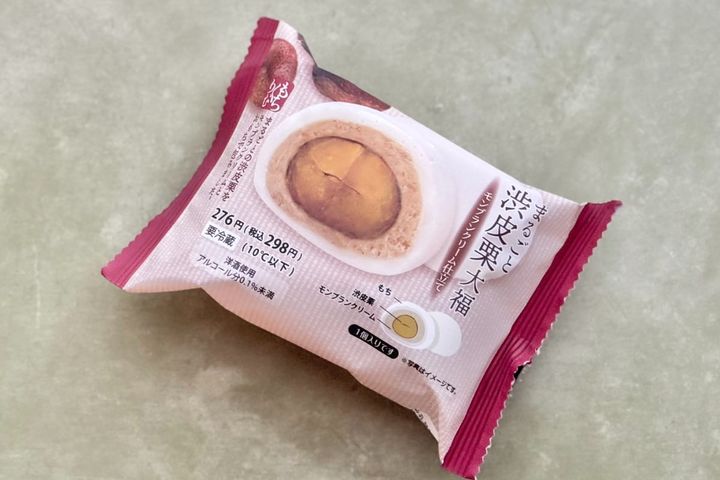 まるごと
渋皮栗大福
モンブランクリーム仕立て
276円(税込298円)
要冷蔵 (10℃以下)
洋酒使用
アルコール分0.1%未満
もち
渋皮栗
モンブランクリーム
1個入りです
※写真はイメージです。